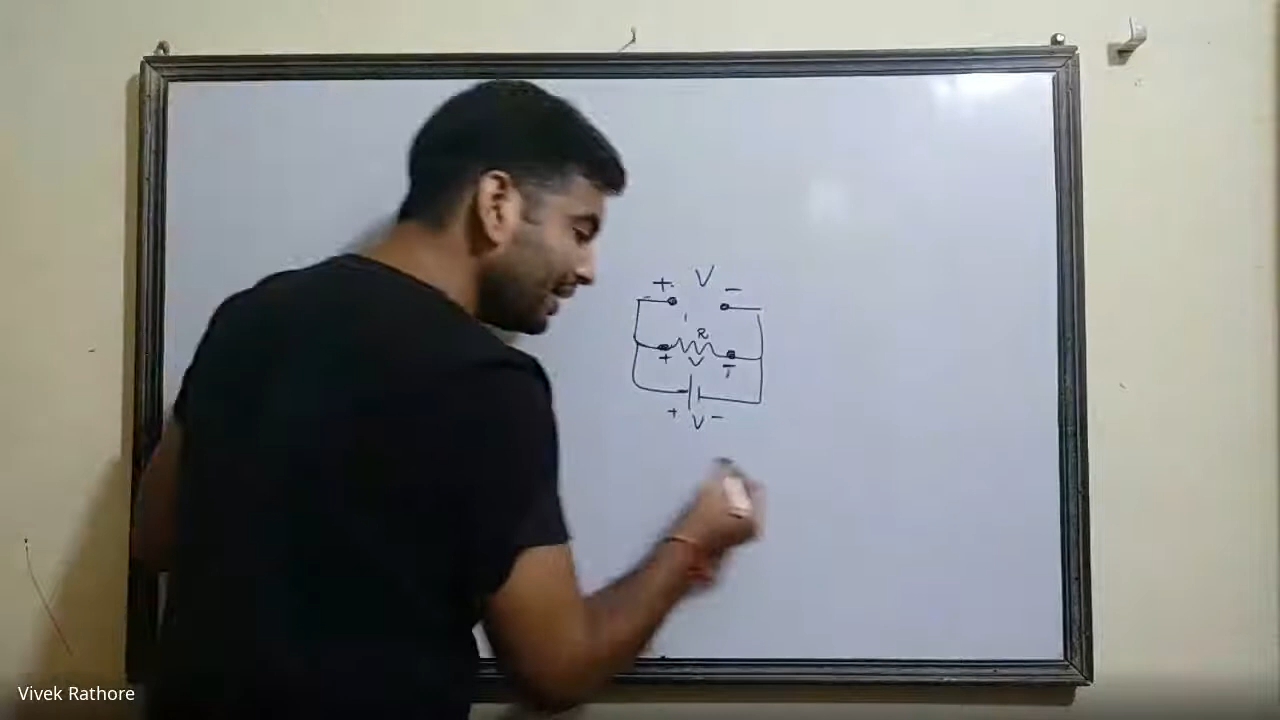 + V -
R
+ V -
+ V -
Vivek Rathore